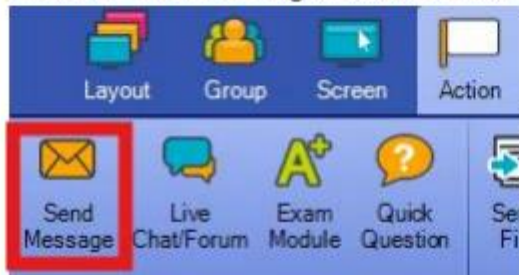 Layout Group Screen Action
Send Live Exam Quick
Message Chat/Forum Module Question